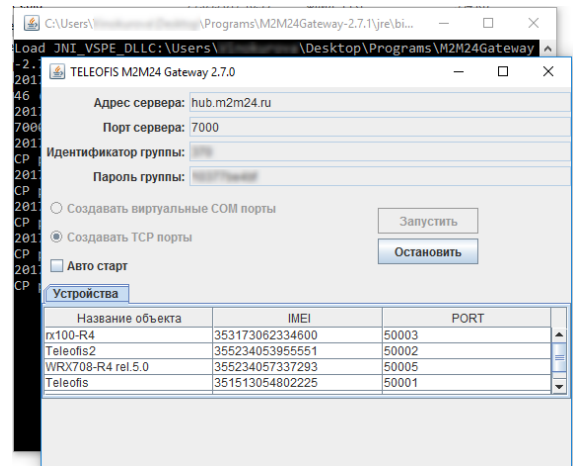 C:\Users\ \Programs\M2M24Gateway-2.7.1\jre\bi...
Load JNI_VSPE_DLLC:\Users\ \Desktop\Programs\M2M24Gateway
-2.7
TELEOFIS M2M24 Gateway 2.7.0
2017
46
2017
7000
2017
CP p
2017
CP p
2017
CP p
2017
CP p
2017
CP p
Адрес сервера: hub.m2m24.ru
Порт сервера: 7000
Идентификатор группы:
Пароль группы:
Создавать виртуальные COM порты
Запустить
Создавать TCP порты
Остановить
Авто старт
Устройства
Название объекта IMEI PORT
rx100-R4 353173062334600 50003
Teleofis2 355234053955551 50002
WRX708-R4 rel.5.0 355234057337293 50005
Teleofis 351513054802225 50001